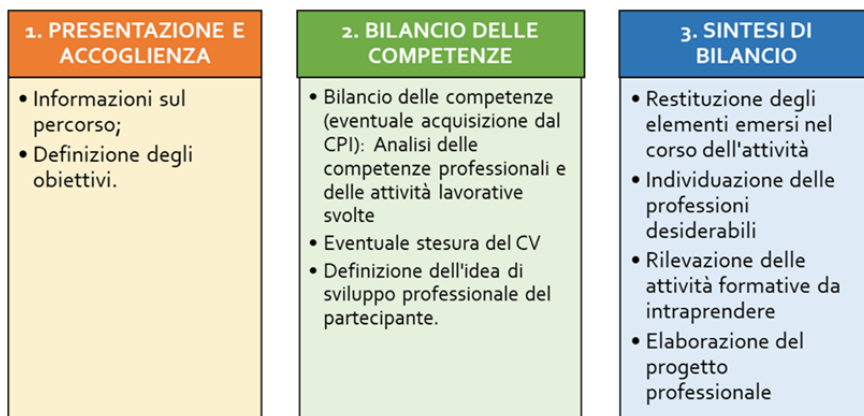 1. PRESENTAZIONE E
ACCOGLIENZA
• Informazioni sul
percorso;
• Definizione degli
obiettivi.
2. BILANCIO DELLE
COMPETENZE
• Bilancio delle competenze
(eventuale acquisizione dal
CPI): Analisi delle
competenze professionali e
delle attività lavorative
svolte
• Eventuale stesura del CV
• Definizione dell'idea di
sviluppo professionale del
partecipante.
3. SINTESI DI
BILANCIO
• Restituzione degli
elementi emersi nel
corso dell'attività
• Individuazione delle
professioni
desiderabili
• Rilevazione delle
attività formative da
intraprendere
• Elaborazione del
progetto
professionale